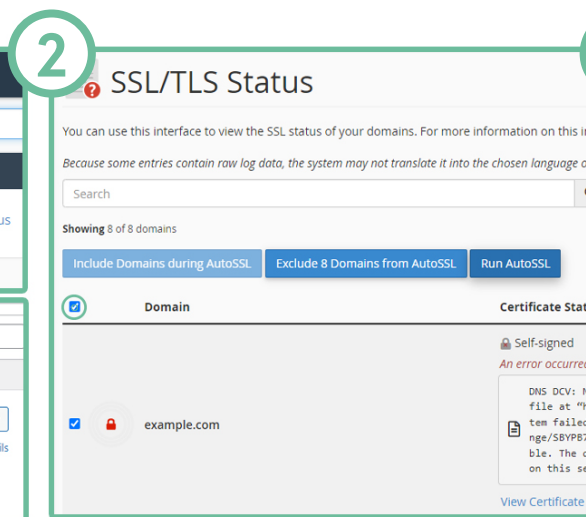 2
SSL/TLS Status
You can use this interface to view the SSL status of your domains. For more information on this
Because some entries contain raw log data, the system may not translate it into the chosen language
Search
us
Showing 8 of 8 domains
Include Domains during AutoSSL
Exclude 8 Domains from AutoSSL
Run AutoSSL
Domain
Certificate Stat
Self-signed
An error occurred
DNS DCV: N
file at "h
tem failed
nge/SBYPB7
ble. The c
on this se
example.com
ils
View Certificate